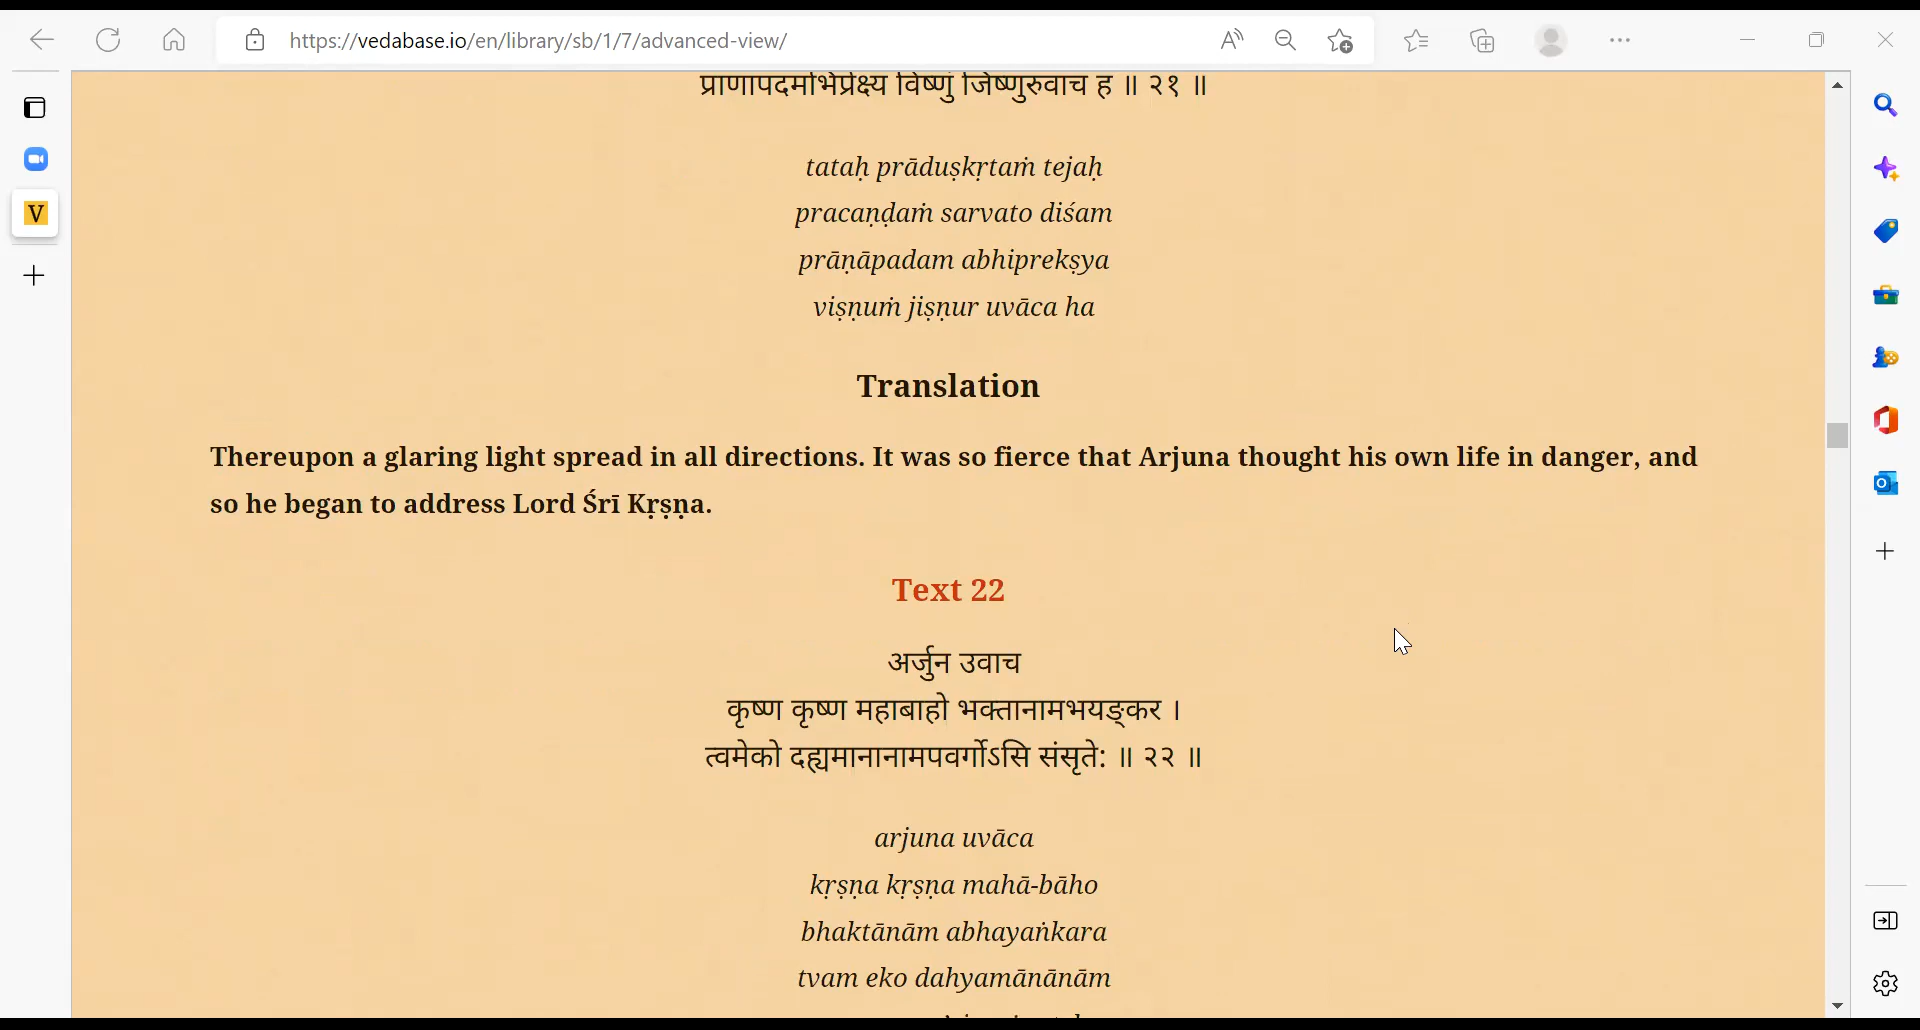 https://vedabase.io/en/library/sb/1/7/advanced-view/
प्राणापदमभिप्रेक्ष्य विष्णुं जिष्णुरुवाच ह ॥ २१ ॥
tataḥ prāduṣkṛtaṁ tejaḥ
pracaṇḍaṁ sarvato diśam
prāṇāpadam abhiprekṣya
viṣṇuṁ jiṣṇur uvāca ha
Translation
Thereupon a glaring light spread in all directions. It was so fierce that Arjuna thought his own life in danger, and
so he began to address Lord Śrī Kṛṣṇa.
Text 22
अर्जुन उवाच
कृष्ण कृष्ण महाबाहो भक्तानामभयङ्कर ।
त्वमेको दह्यमानानामपवर्गोऽसि संसृते: ॥ २२ ॥
arjuna uvāca
kṛṣṇa kṛṣṇa mahā-bāho
bhaktānām abhayaṅkara
tvam eko dahyamānānām